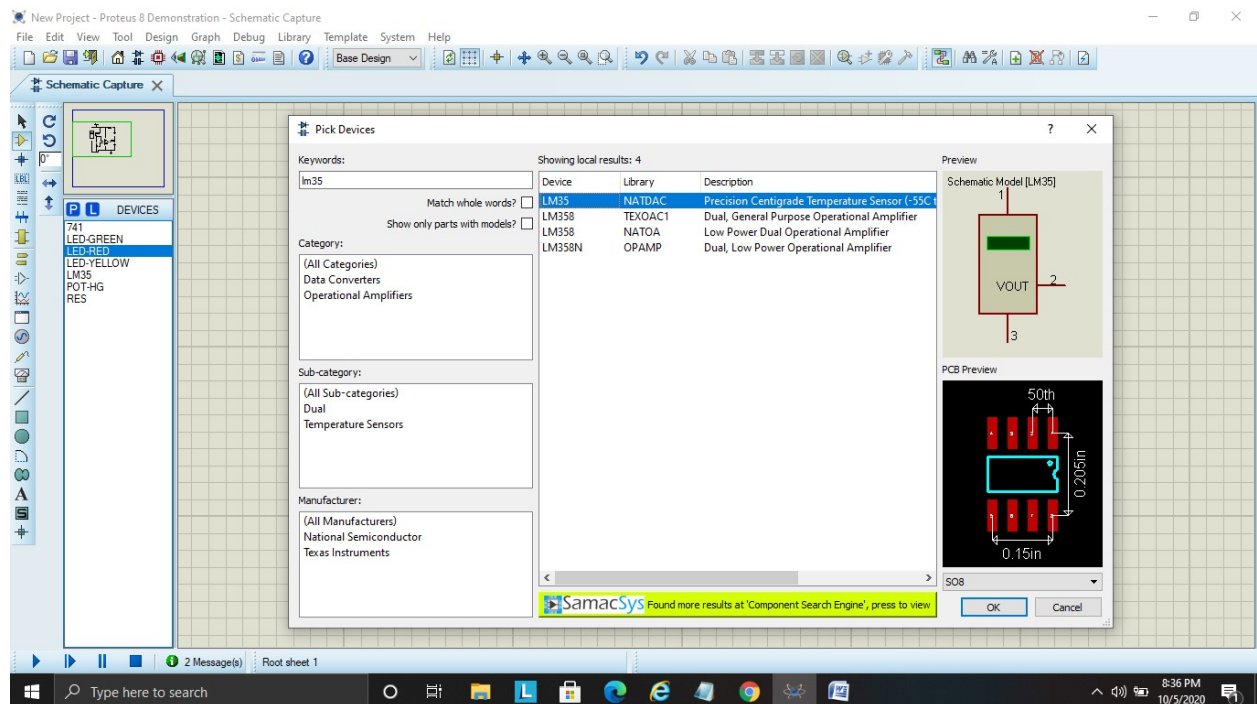 New Project - Proteus 8 Demonstration - Schematic Capture
File Edit View Tool Design Graph Debug Library Template System Help
Base Design
Schematic Capture
0°
LBL
P L DEVICES
741
LED-GREEN
LED-RED
LED-YELLOW
LM35
POT-HG
RES
A
S
Pick Devices
?
Keywords:
lm35
Match whole words?
Show only parts with models?
Category:
(All Categories)
Data Converters
Operational Amplifiers
Sub-category:
(All Sub-categories)
Dual
Temperature Sensors
Manufacturer:
(All Manufacturers)
National Semiconductor
Texas Instruments
Showing local results: 4
Device Library Description
LM35 NATDAC Precision Centigrade Temperature Sensor (-55C t
LM358 TEXOAC1 Dual, General Purpose Operational Amplifier
LM358 NATOA Low Power Dual Operational Amplifier
LM358N OPAMP Dual, Low Power Operational Amplifier
SamacSys Found more results at 'Component Search Engine', press to view
Preview
Schematic Model [LM35]
1
VOUT 2
3
PCB Preview
50th
0.205in
0.15in
SO8
OK Cancel
2 Message(s) Root sheet 1
Type here to search
L
8:36 PM
10/5/2020